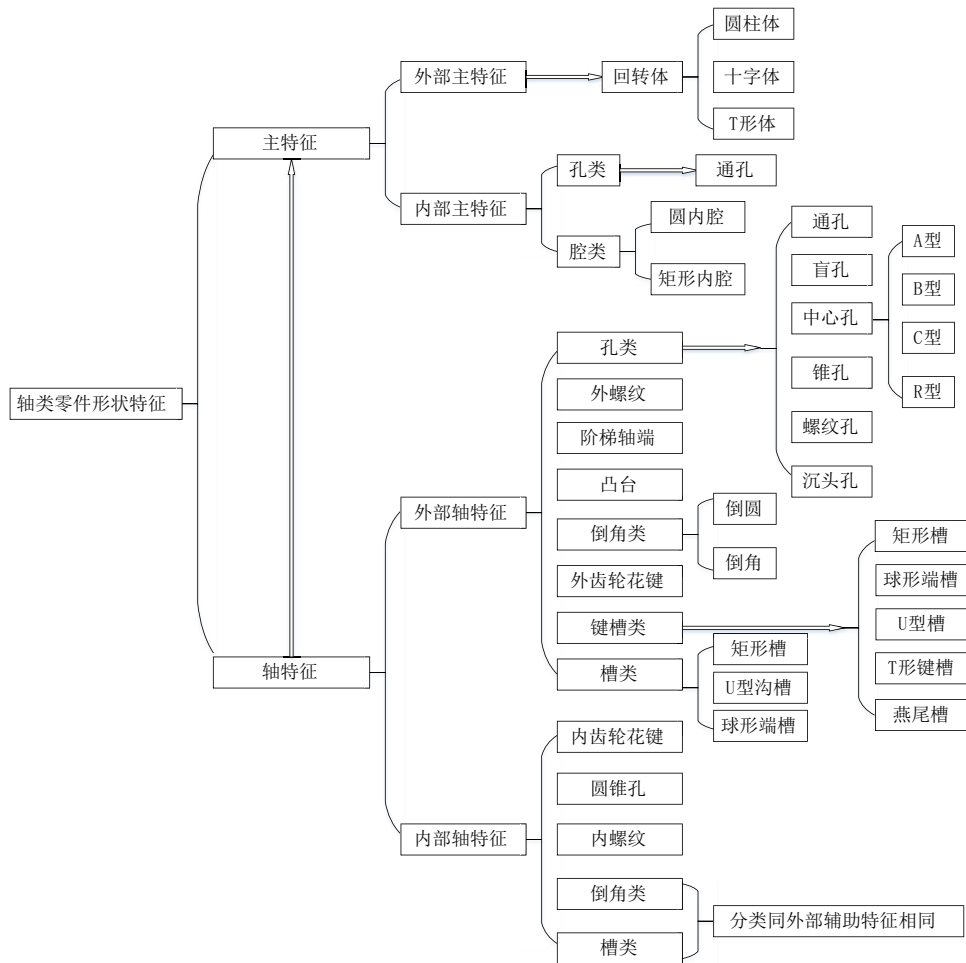 轴类零件形状特征
主特征
外部主特征
回转体
圆柱体
十字体
T形体
内部主特征
孔类
通孔
腔类
圆内腔
矩形内腔
轴特征
外部轴特征
孔类
通孔
盲孔
中心孔
A型
B型
C型
R型
锥孔
螺纹孔
沉头孔
外螺纹
阶梯轴端
凸台
倒角类
倒圆
倒角
外齿轮花键
键槽类
矩形槽
球形端槽
U型槽
T形键槽
燕尾槽
槽类
矩形槽
U型沟槽
球形端槽
内部轴特征
内齿轮花键
圆锥孔
内螺纹
倒角类
槽类
分类同外部辅助特征相同